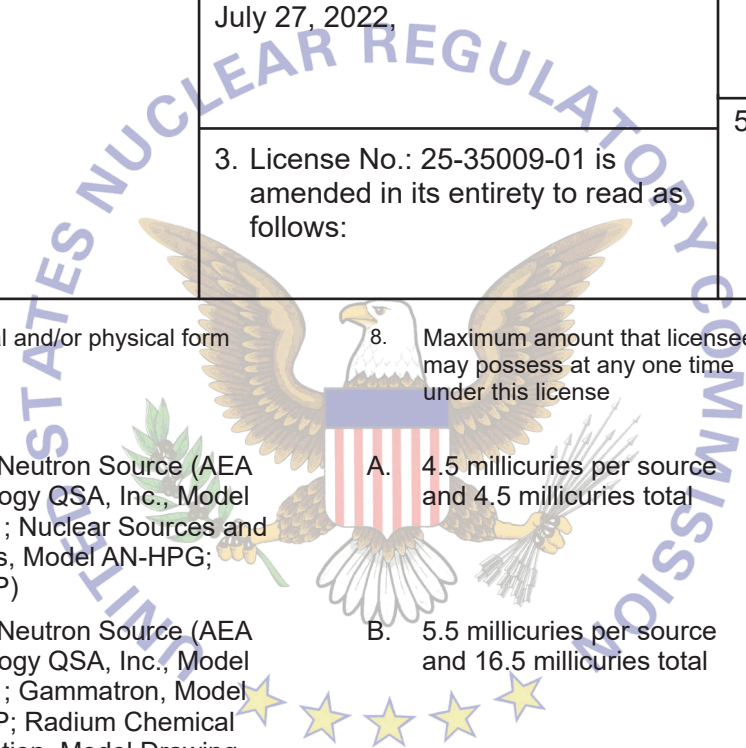 July 27, 2022,
5
3. License No.: 25-35009-01 is
amended in its entirety to read as
follows:
and/or physical form
8. Maximum amount that licensee
may possess at any one time
under this license
Neutron Source (AEA
ogy QSA, Inc., Model
; Nuclear Sources and
s, Model AN-HPG;
P)
A. 4.5 millicuries per source
and 4.5 millicuries total
Neutron Source (AEA
ogy QSA, Inc., Model
; Gammatron, Model
P; Radium Chemical
tion, Model Drawing
B. 5.5 millicuries per source
and 16.5 millicuries total
UNITED STATES NUCLEAR REGULATORY COMMISSION